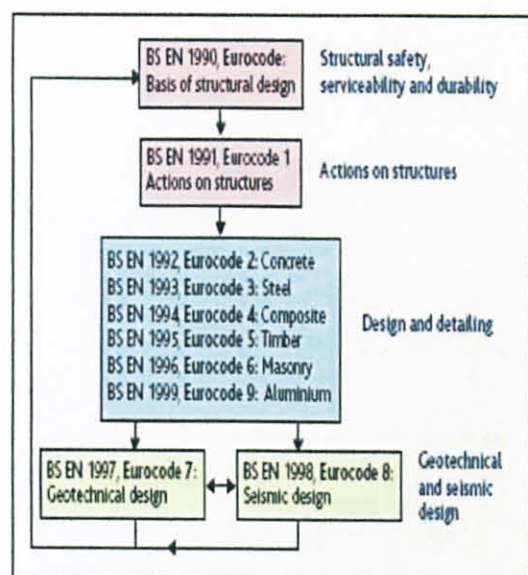 BS EN 1990, Eurocode:
Basis of structural design
Structural safety,
serviceability and durability
BS EN 1991, Eurocode 1
Actions on structures
Actions on structures
BS EN 1992, Eurocode 2: Concrete
BS EN 1993, Eurocode 3: Steel
BS EN 1994, Eurocode 4: Composite
BS EN 1995, Eurocode 5: Timber
BS EN 1996, Eurocode 6: Masonry
BS EN 1999, Eurocode 9: Aluminium
Design and detailing
BS EN 1997, Eurocode 7:
Geotechnical design
BS EN 1998, Eurocode 8:
Seismic design
Geotechnical
and seismic
design